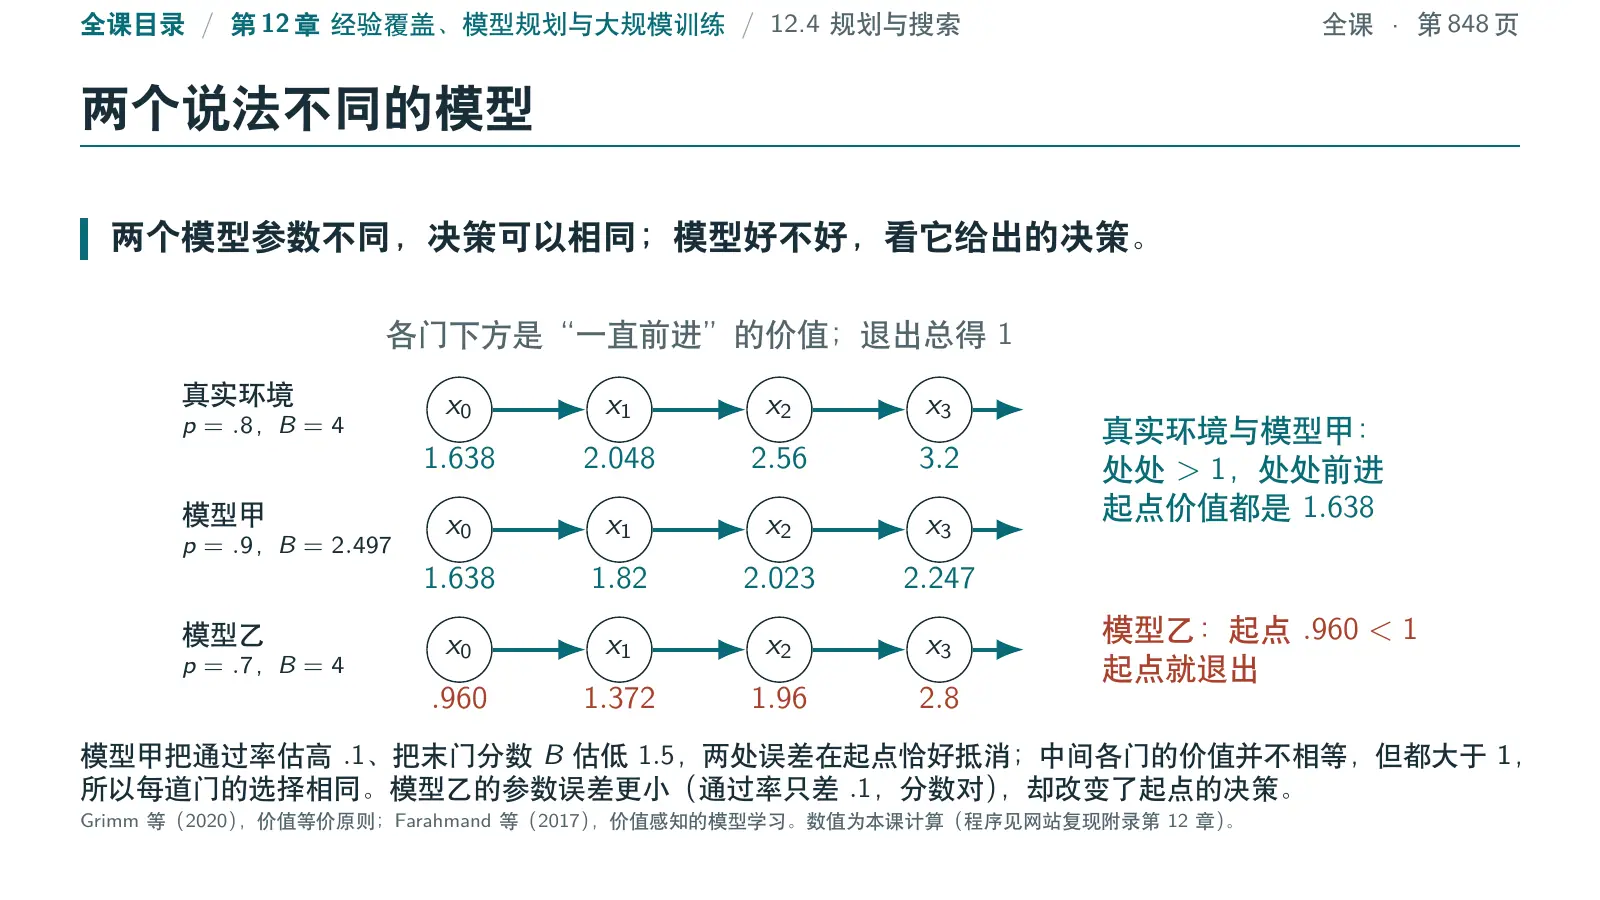 全课目录 / 第12章 经验覆盖、模型规划与大规模训练 / 12.4 规划与搜索
全课 · 第848页
两个说法不同的模型
两个模型参数不同，决策可以相同；模型好不好，看它给出的决策。
各门下方是“一直前进”的价值；退出总得 1
真实环境
p = .8，B = 4
x0 x1 x2 x3
1.638 2.048 2.56 3.2
模型甲
p = .9，B = 2.497
x0 x1 x2 x3
1.638 1.82 2.023 2.247
模型乙
p = .7，B = 4
x0 x1 x2 x3
.960 1.372 1.96 2.8
真实环境与模型甲：
处处 > 1，处处前进
起点价值都是 1.638
模型乙：起点 .960 < 1
起点就退出
模型甲把通过率估高 .1、把末门分数 B 估低 1.5，两处误差在起点恰好抵消；中间各门的价值并不相等，但都大于 1，
所以每道门的选择相同。模型乙的参数误差更小（通过率只差 .1，分数对），却改变了起点的决策。
Grimm 等（2020），价值等价原则；Farahmand 等（2017），价值感知的模型学习。数值为本课计算（程序见网站复现附录第 12 章）。